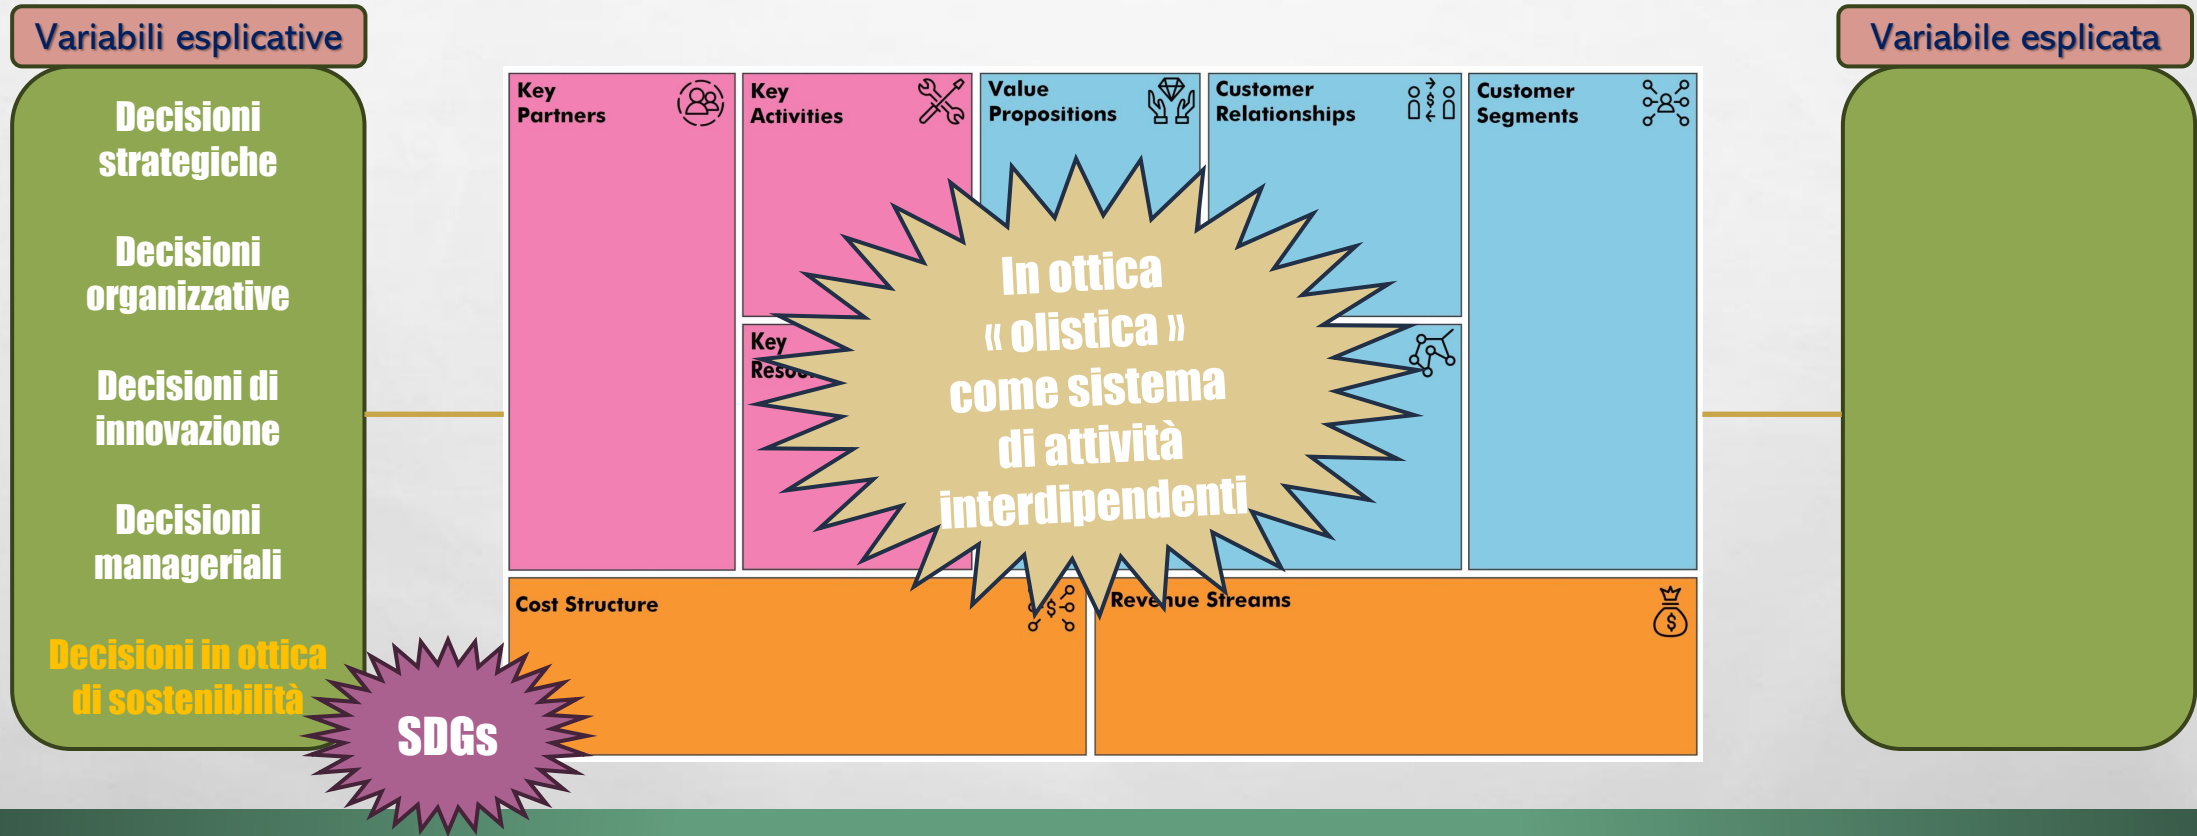 Variabili esplicative
Decisioni
strategiche
Decisioni
organizzative
Decisioni di
innovazione
Decisioni
manageriali
Decisioni in ottica
di sostenibilità
SDGs
Key
Partners
Key
Activities
Value
Propositions
Customer
Relationships
Customer
Segments
Key
In ottica
« olistica »
come sistema
di attività
interdipendenti
Cost Structure
Revenue Streams
Variabile esplicata